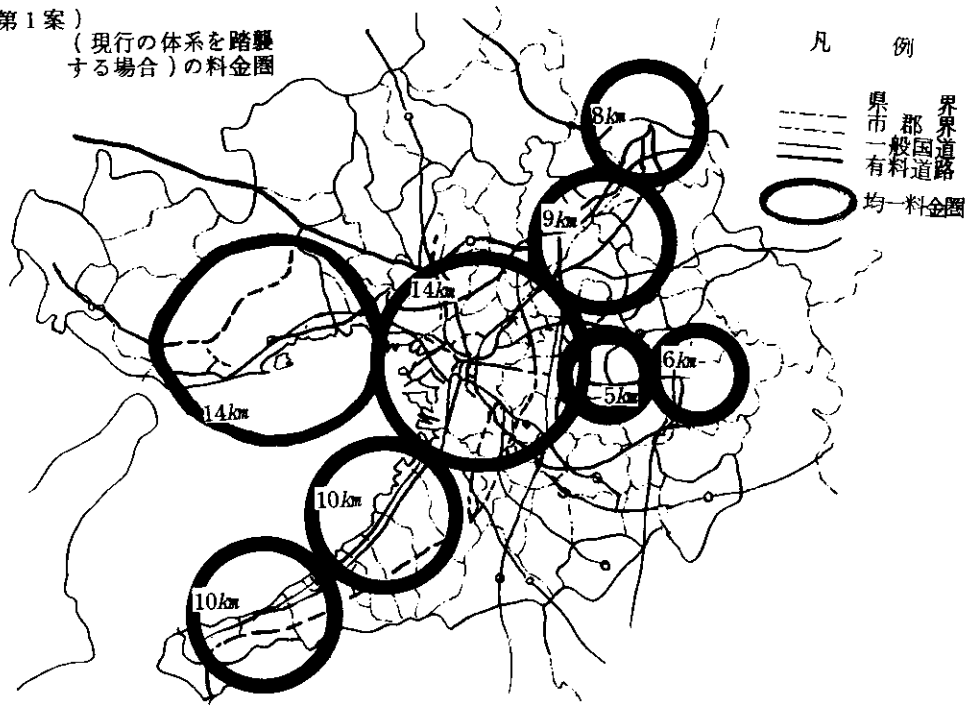 第1案)
(現行の体系を踏襲
する場合)の料金圏
凡 例
県 界
市 郡 界
一般国道
有料道路
均一料金圏
8km
9km
14km
14km
6km
5km
10km
10km